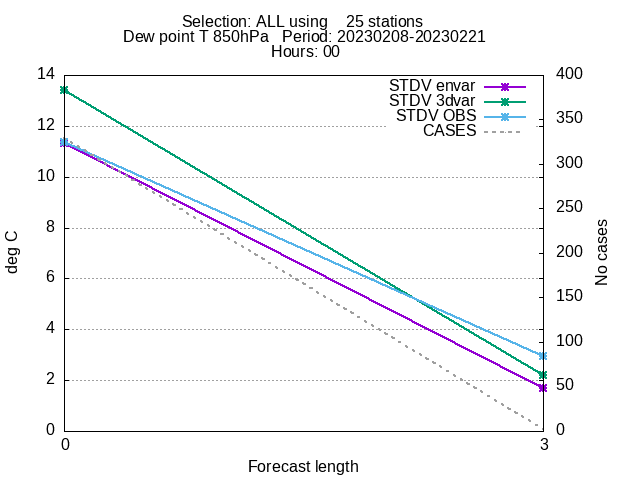 Selection: ALL using    25 stations
Dew point T 850hPa   Period: 20230208-20230221
Hours: 00
14 400
STDV envar
STDV 3dvar
STDV OBS
CASES
12 350
10 300
8 250
6 200
4 150
2 100
0 50
0
0 3
deg C
No cases
Forecast length